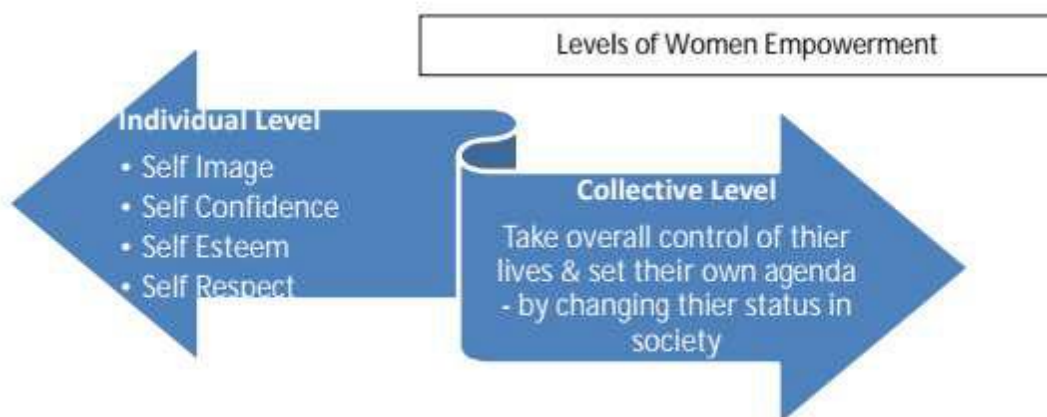 Levels of Women Empowerment
Individual Level
• Self Image
• Self Confidence
• Self Esteem
• Self Respect
Collective Level
Take overall control of thier
lives & set their own agenda
- by changing thier status in
society